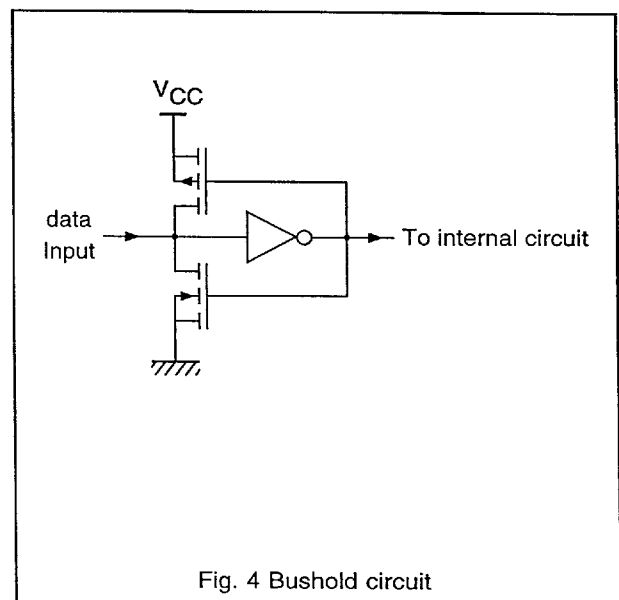 VCC
data
Input
To internal circuit
Fig. 4 Bushold circuit